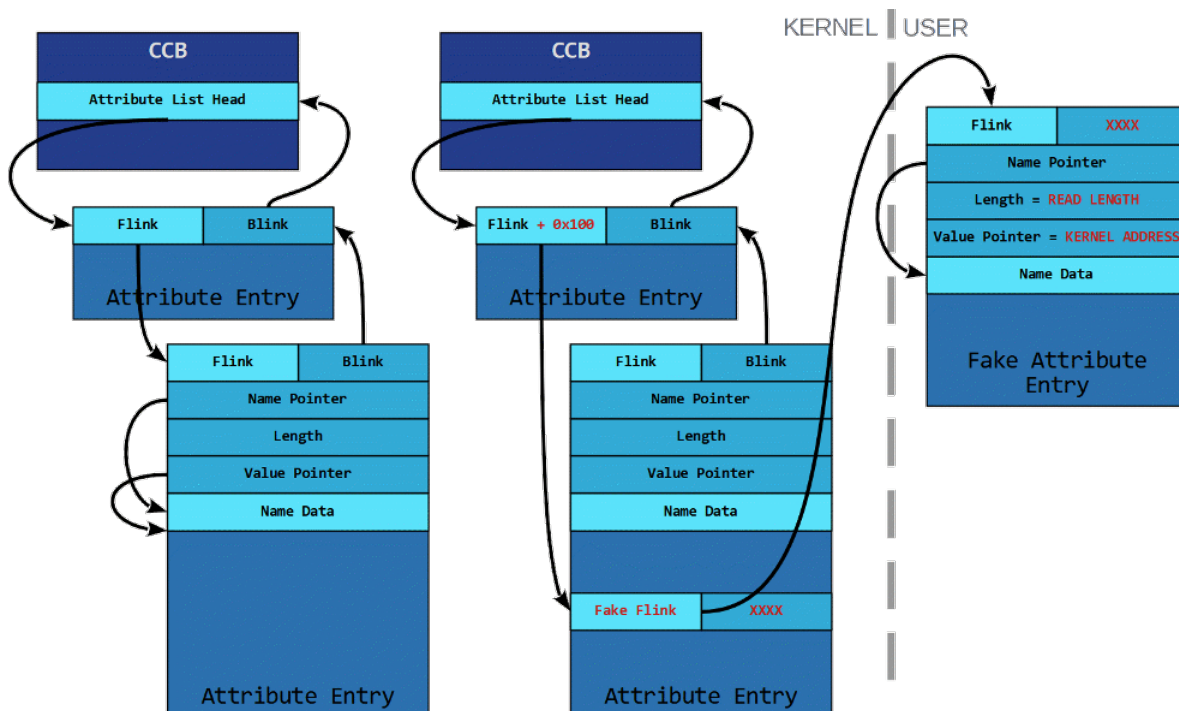 KERNEL USER
CCB
Attribute List Head
Flink
Blink
Attribute Entry
Flink
Blink
Name Pointer
Length
Value Pointer
Name Data
Attribute Entry
CCB
Attribute List Head
Flink + 0x100
Blink
Attribute Entry
Flink
Blink
Name Pointer
Length
Value Pointer
Name Data
Fake Flink
XXXX
Attribute Entry
Flink
XXXX
Name Pointer
Length = READ LENGTH
Value Pointer = KERNEL ADDRESS
Name Data
Fake Attribute
Entry